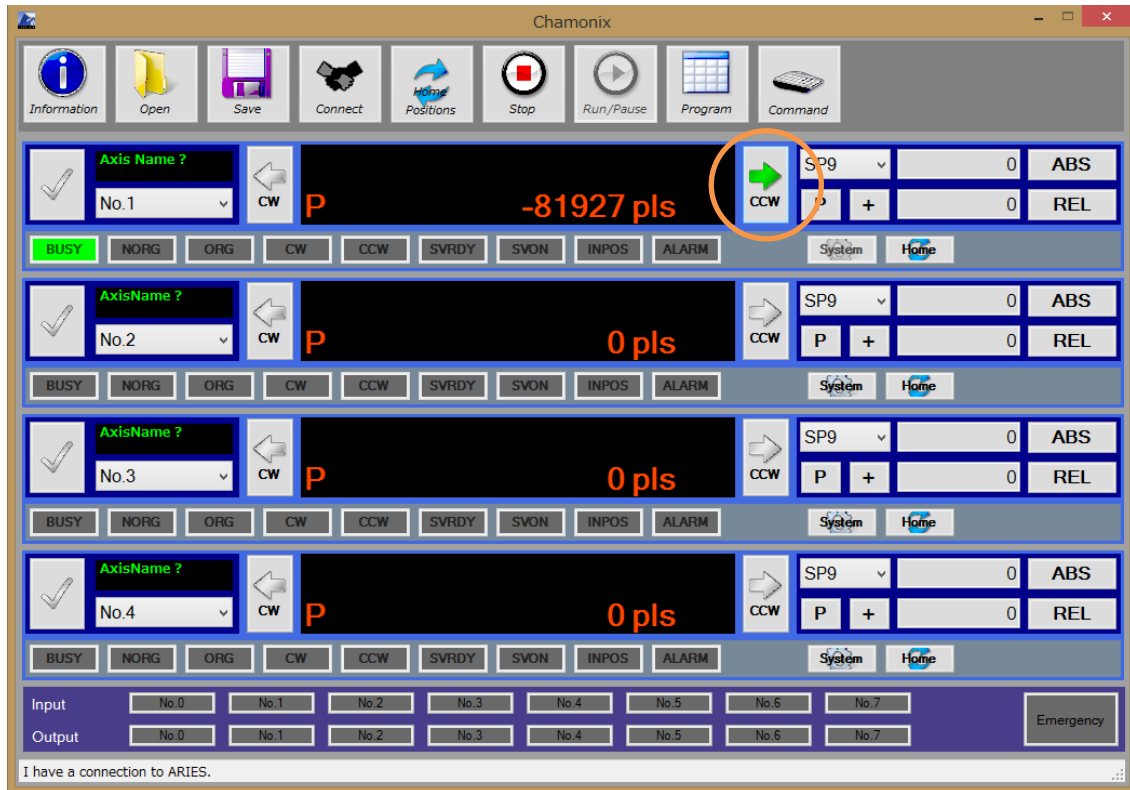 Chamonix
Information Open Save Connect Home Positions Stop Run/Pause Program Command
Axis Name ?
No.1 CW P -81927 pls CCW SP9 0 ABS
P + 0 REL
BUSY NORG ORG CW CCW SVRDY SVON INPOS ALARM System Home
AxisName ?
No.2 CW P 0 pls CCW SP9 0 ABS
P + 0 REL
BUSY NORG ORG CW CCW SVRDY SVON INPOS ALARM System Home
AxisName ?
No.3 CW P 0 pls CCW SP9 0 ABS
P + 0 REL
BUSY NORG ORG CW CCW SVRDY SVON INPOS ALARM System Home
AxisName ?
No.4 CW P 0 pls CCW SP9 0 ABS
P + 0 REL
BUSY NORG ORG CW CCW SVRDY SVON INPOS ALARM System Home
Input No.0 No.1 No.2 No.3 No.4 No.5 No.6 No.7
Output No.0 No.1 No.2 No.3 No.4 No.5 No.6 No.7
Emergency
I have a connection to ARIES.